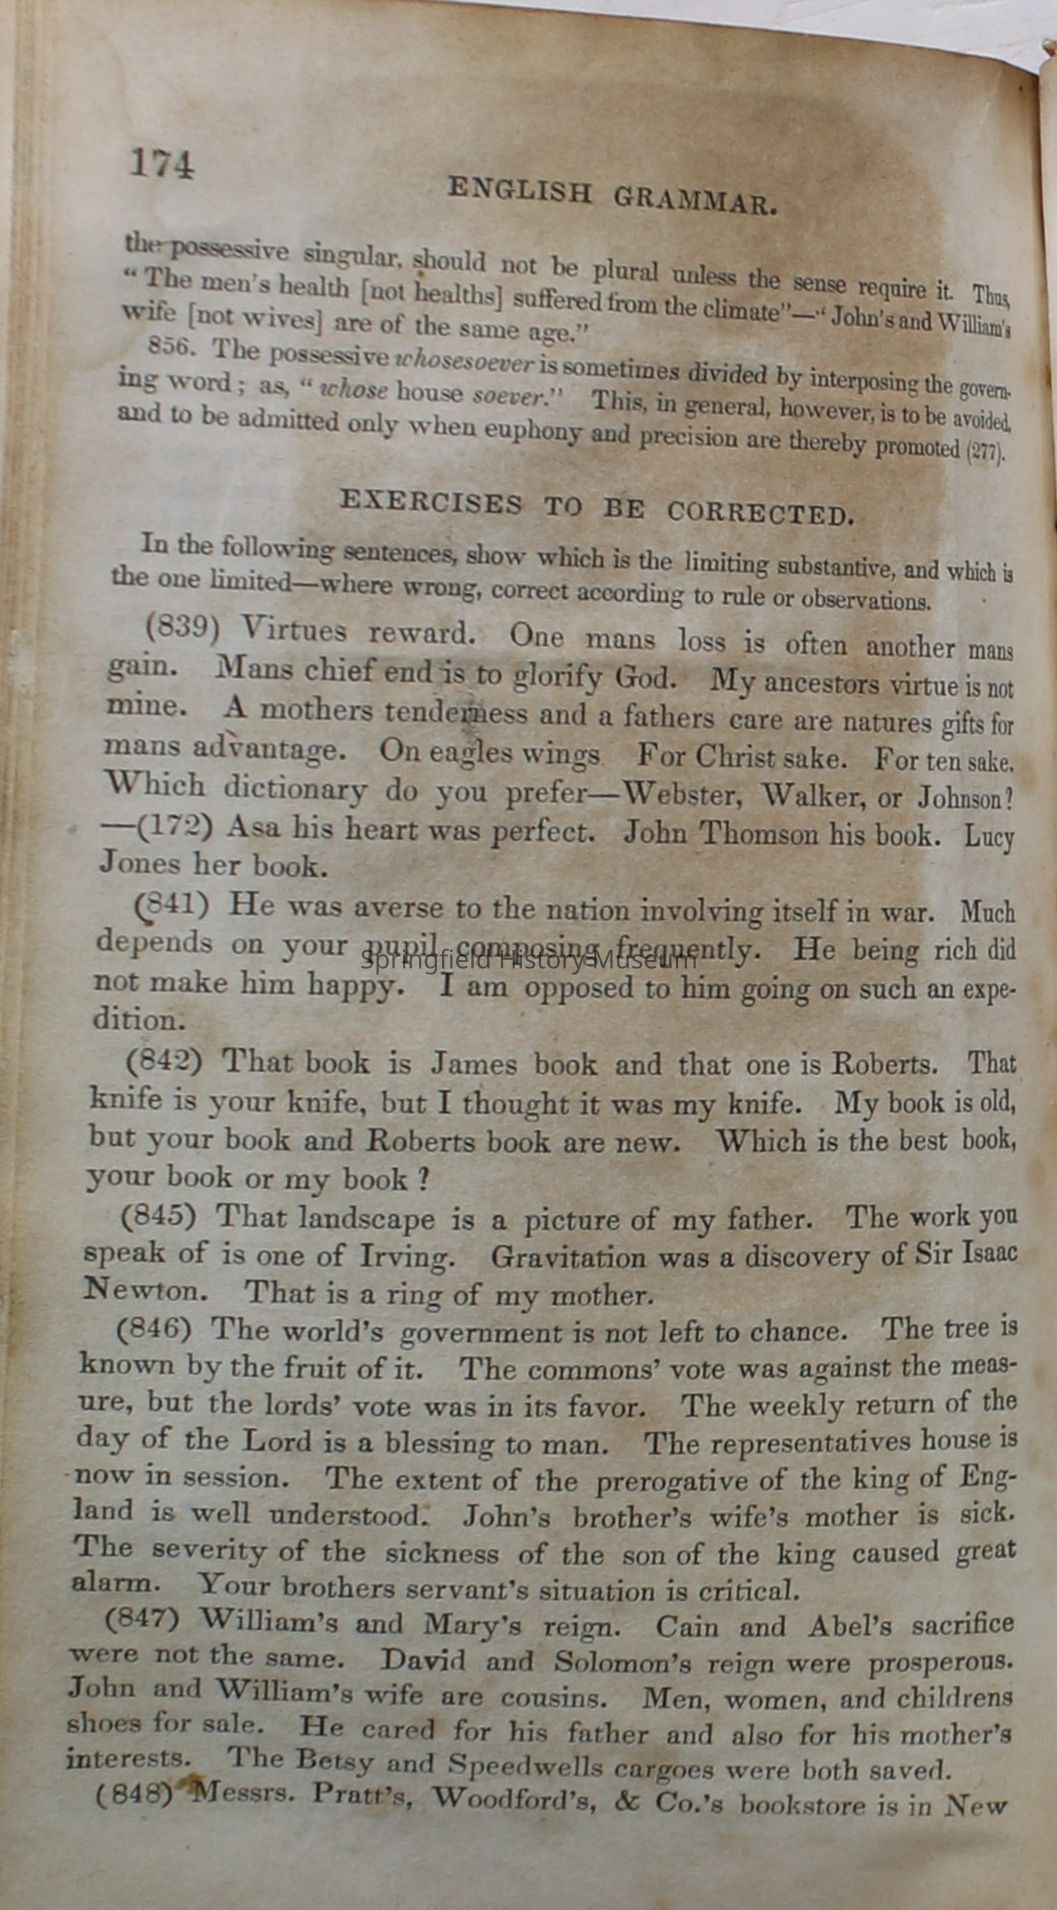 174
ENGLISH GRAMMAR.
the possessive singular, should not be plural unless the sense require it. Thus,
“The men's health [not healths] suffered from the climate”—“John's and William's
wife [not wives] are of the same age.”
856. The possessive whosesoever is sometimes divided by interposing the govern-
ing word; as, “whose house soever.” This, in general, however, is to be avoided,
and to be admitted only when euphony and precision are thereby promoted (277).
EXERCISES TO BE CORRECTED.
In the following sentences, show which is the limiting substantive, and which is
the one limited—where wrong, correct according to rule or observations.
(839) Virtues reward. One mans loss is often another mans
gain. Mans chief end is to glorify God. My ancestors virtue is not
mine. A mothers tenderness and a fathers care are natures gifts for
mans advantage. On eagles wings For Christ sake. For ten sake.
Which dictionary do you prefer—Webster, Walker, or Johnson?
—(172) Asa his heart was perfect. John Thomson his book. Lucy
Jones her book.
(841) He was averse to the nation involving itself in war. Much
depends on your pupil composing frequently. He being rich did
Springfield History Museum
not make him happy. I am opposed to him going on such an expe-
dition.
(842) That book is James book and that one is Roberts. That
knife is your knife, but I thought it was my knife. My book is old,
but your book and Roberts book are new. Which is the best book,
your book or my book?
(845) That landscape is a picture of my father. The work you
speak of is one of Irving. Gravitation was a discovery of Sir Isaac
Newton. That is a ring of my mother.
(846) The world's government is not left to chance. The tree is
known by the fruit of it. The commons' vote was against the meas-
ure, but the lords' vote was in its favor. The weekly return of the
day of the Lord is a blessing to man. The representatives house is
now in session. The extent of the prerogative of the king of Eng-
land is well understood. John's brother's wife's mother is sick.
The severity of the sickness of the son of the king caused great
alarm. Your brothers servant's situation is critical.
(847) William's and Mary's reign. Cain and Abel's sacrifice
were not the same. David and Solomon's reign were prosperous.
John and William's wife are cousins. Men, women, and childrens
shoes for sale. He cared for his father and also for his mother's
interests. The Betsy and Speedwells cargoes were both saved.
(848) Messrs. Pratt's, Woodford's, & Co.'s bookstore is in New